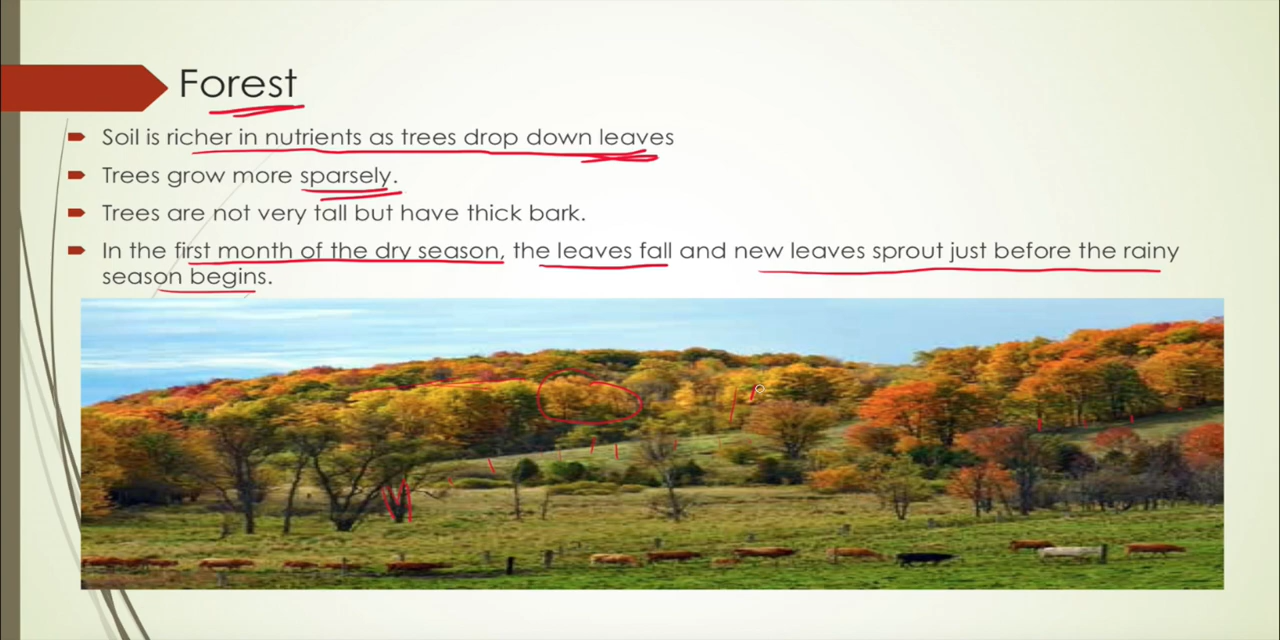 Forest
Soil is richer in nutrients as trees drop down leaves
Trees grow more sparsely.
Trees are not very tall but have thick bark.
In the first month of the dry season, the leaves fall and new leaves sprout just before the rainy
season begins.